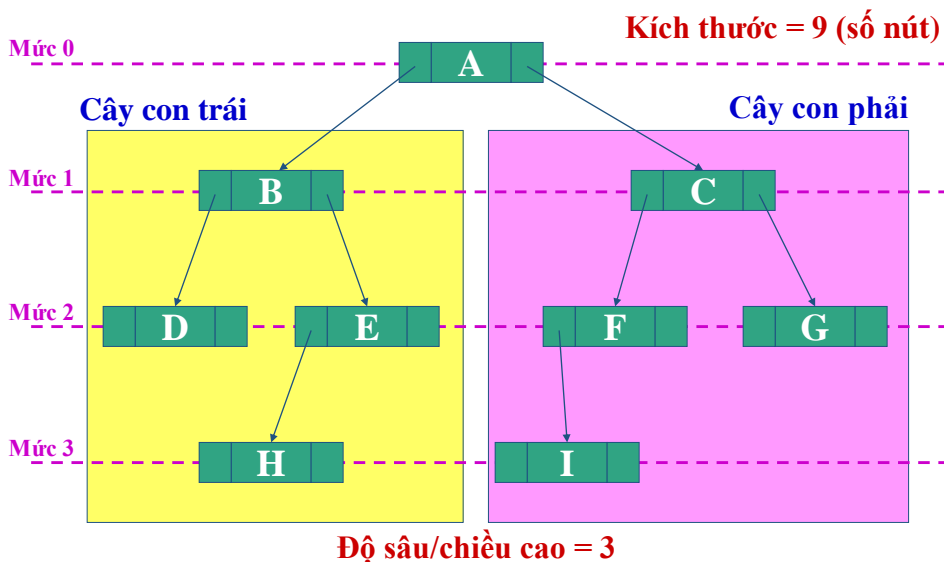 Kích thước = 9 (số nút)
Mức 0
A
Cây con trái
Cây con phải
Mức 1
B
C
Mức 2
D
E
F
G
Mức 3
H
I
Độ sâu/chiều cao = 3